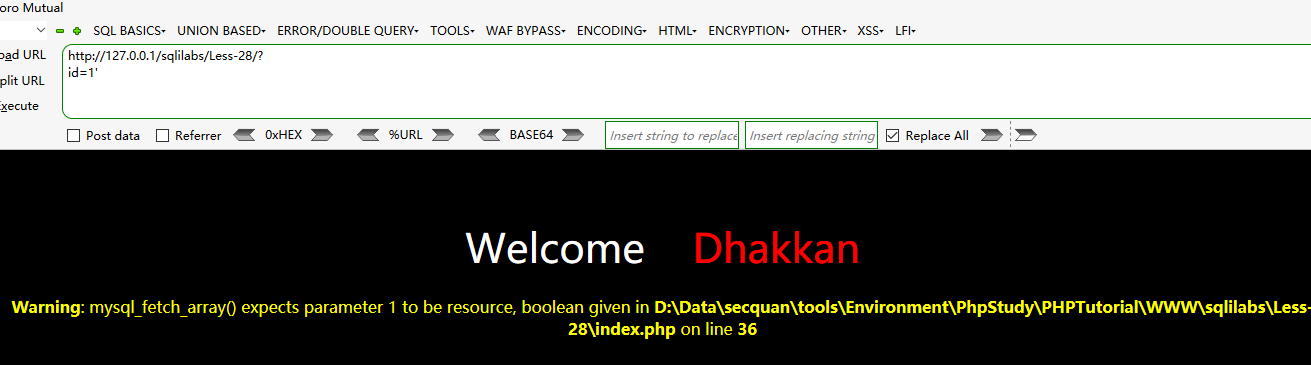 oro Mutual
SQL BASICS▾ UNION BASED▾ ERROR/DOUBLE QUERY▾ TOOLS▾ WAF BYPASS▾ ENCODING▾ HTML▾ ENCRYPTION▾ OTHER▾ XSS▾ LFI▾
oad URL
http://127.0.0.1/sqlilabs/Less-28/?
id=1'
plit URL
Execute
Post data Referrer 0xHEX %URL BASE64 Insert string to replace Insert replacing string Replace All
Welcome Dhakkan
Warning: mysql_fetch_array() expects parameter 1 to be resource, boolean given in D:\Data\secquan\tools\Environment\PhpStudy\PHPTutorial\WWW\sqlilabs\Less-
28\index.php on line 36